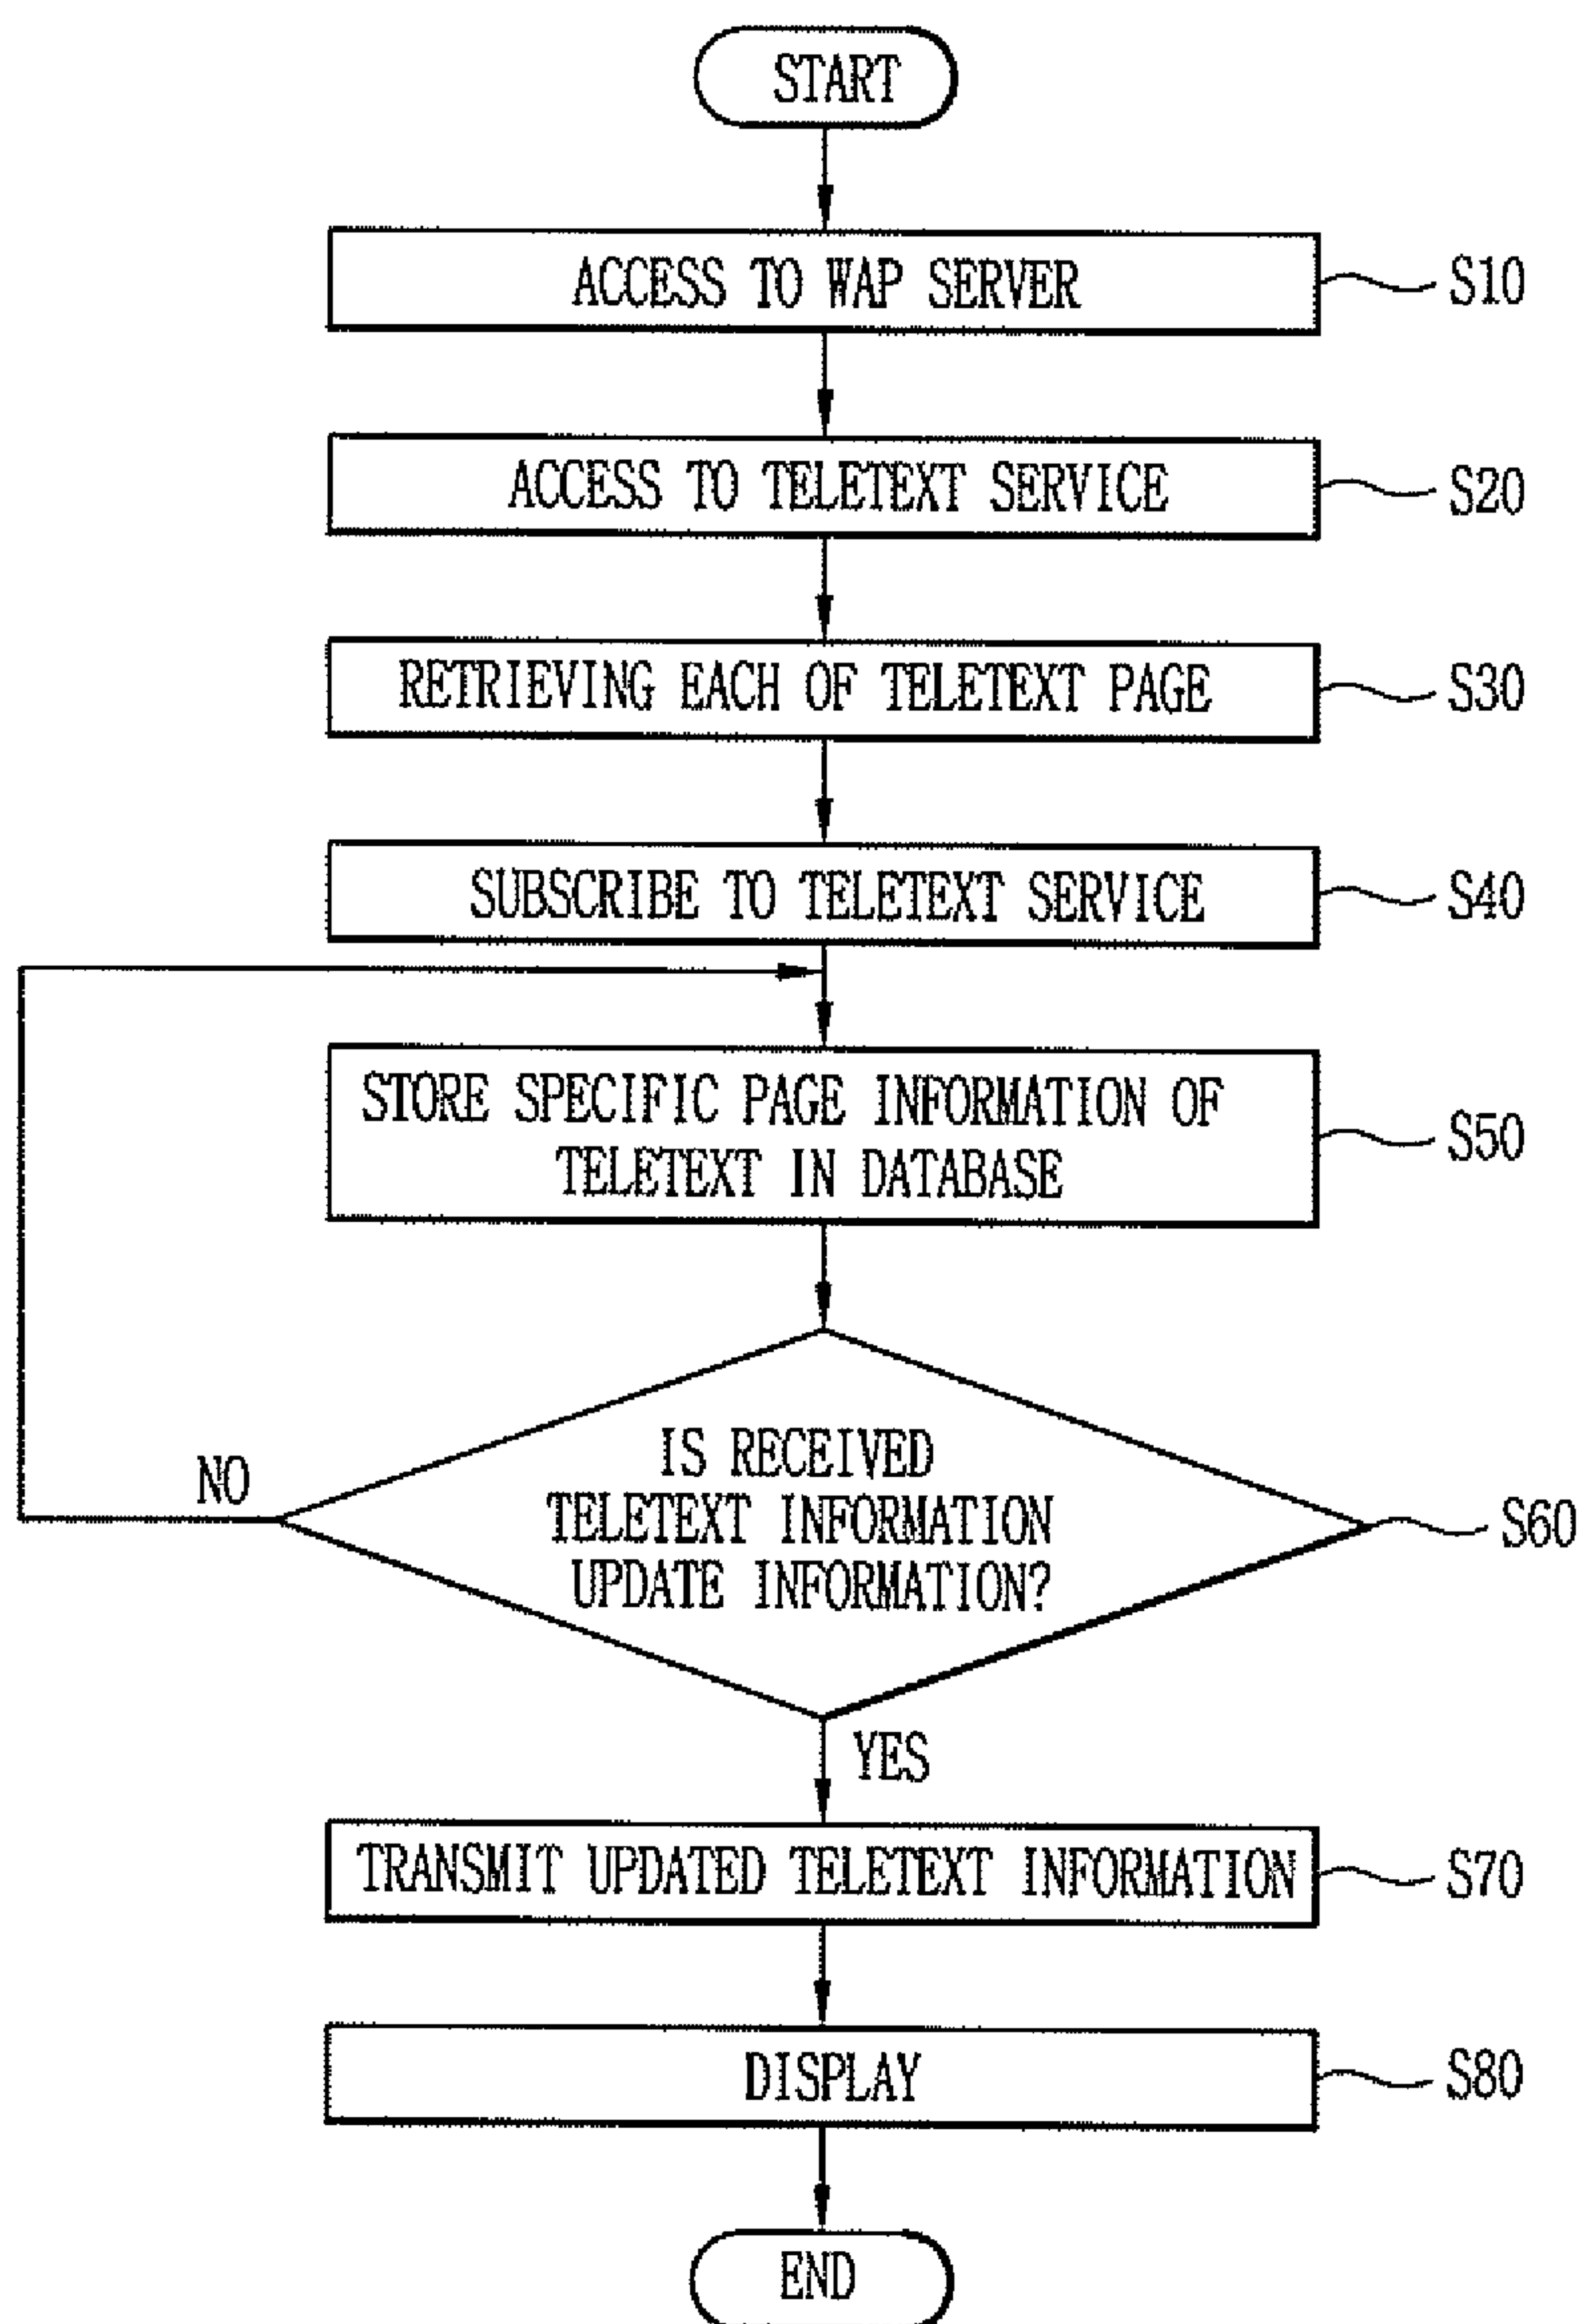 START
ACCESS TO WAP SERVER
S10
ACCESS TO TELETEXT SERVICE
S20
RETRIEVING EACH OF TELETEXT PAGE
S30
SUBSCRIBE TO TELETEXT SERVICE
S40
STORE SPECIFIC PAGE INFORMATION OF
TELETEXT IN DATABASE
S50
IS RECEIVED
TELETEXT INFORMATION
UPDATE INFORMATION?
S60
NO
YES
TRANSMIT UPDATED TELETEXT INFORMATION
S70
DISPLAY
S80
END